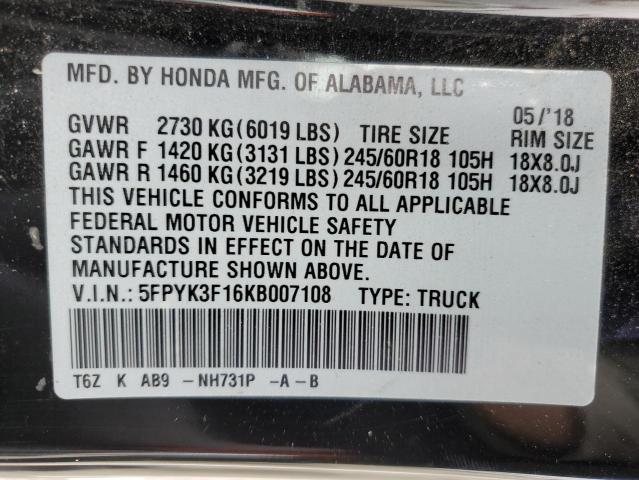 MFD. BY HONDA MFG. OF ALABAMA, LLC
05/'18
GVWR 2730 KG(6019 LBS) TIRE SIZE RIM SIZE
GAWR F 1420 KG(3131 LBS) 245/60R18 105H 18X8.0J
GAWR R 1460 KG(3219 LBS) 245/60R18 105H 18X8.0J
THIS VEHICLE CONFORMS TO ALL APPLICABLE
FEDERAL MOTOR VEHICLE SAFETY
STANDARDS IN EFFECT ON THE DATE OF
MANUFACTURE SHOWN ABOVE.
V.I.N.: 5FPYK3F16KB007108 TYPE: TRUCK
T6Z K AB9 -NH731P -A-B